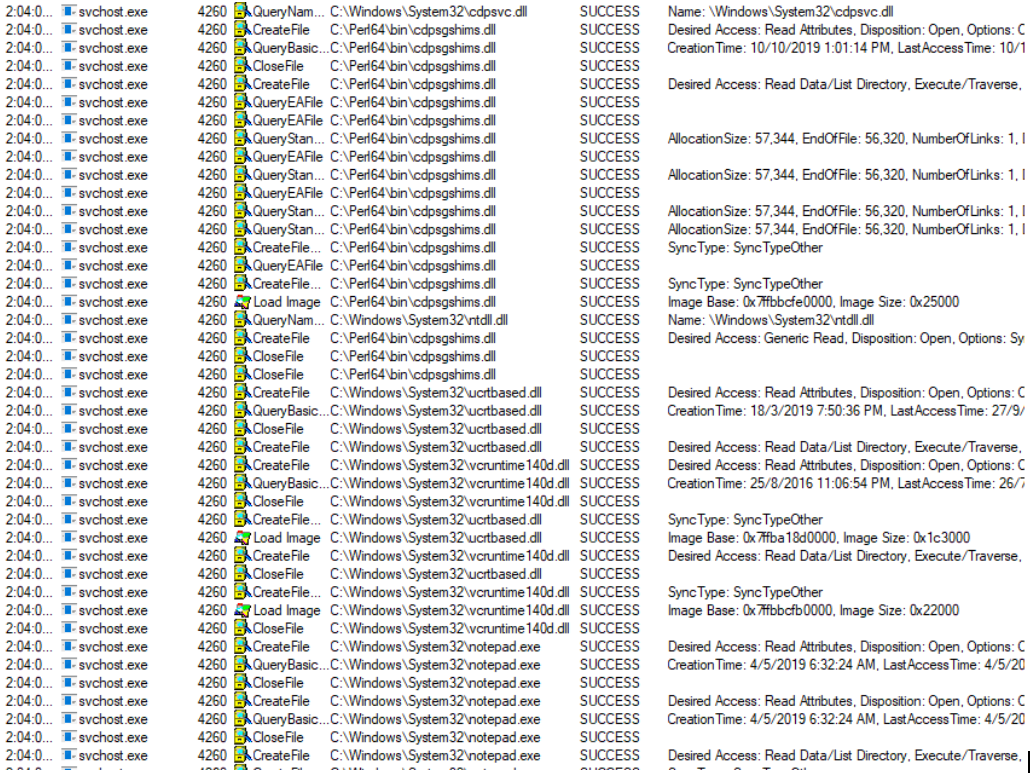 2:04:0... svchost.exe 4260 QueryNam... C:\Windows\System32\cdpsvc.dll SUCCESS Name: \Windows\System32\cdpsvc.dll
2:04:0... svchost.exe 4260 CreateFile C:\Perl64\bin\cdpsgshims.dll SUCCESS Desired Access: Read Attributes, Disposition: Open, Options: O
2:04:0... svchost.exe 4260 QueryBasic... C:\Perl64\bin\cdpsgshims.dll SUCCESS CreationTime: 10/10/2019 1:01:14 PM, LastAccessTime: 10/1
2:04:0... svchost.exe 4260 CloseFile C:\Perl64\bin\cdpsgshims.dll SUCCESS
2:04:0... svchost.exe 4260 CreateFile C:\Perl64\bin\cdpsgshims.dll SUCCESS Desired Access: Read Data/List Directory, Execute/Traverse,
2:04:0... svchost.exe 4260 QueryEAFile C:\Perl64\bin\cdpsgshims.dll SUCCESS
2:04:0... svchost.exe 4260 QueryEAFile C:\Perl64\bin\cdpsgshims.dll SUCCESS
2:04:0... svchost.exe 4260 QueryStan... C:\Perl64\bin\cdpsgshims.dll SUCCESS AllocationSize: 57,344, EndOfFile: 56,320, NumberOfLinks: 1,
2:04:0... svchost.exe 4260 QueryEAFile C:\Perl64\bin\cdpsgshims.dll SUCCESS
2:04:0... svchost.exe 4260 QueryStan... C:\Perl64\bin\cdpsgshims.dll SUCCESS AllocationSize: 57,344, EndOfFile: 56,320, NumberOfLinks: 1,
2:04:0... svchost.exe 4260 QueryEAFile C:\Perl64\bin\cdpsgshims.dll SUCCESS
2:04:0... svchost.exe 4260 QueryStan... C:\Perl64\bin\cdpsgshims.dll SUCCESS AllocationSize: 57,344, EndOfFile: 56,320, NumberOfLinks: 1,
2:04:0... svchost.exe 4260 QueryStan... C:\Perl64\bin\cdpsgshims.dll SUCCESS AllocationSize: 57,344, EndOfFile: 56,320, NumberOfLinks: 1,
2:04:0... svchost.exe 4260 CreateFile... C:\Perl64\bin\cdpsgshims.dll SUCCESS SyncType: SyncTypeOther
2:04:0... svchost.exe 4260 QueryEAFile C:\Perl64\bin\cdpsgshims.dll SUCCESS
2:04:0... svchost.exe 4260 CreateFile... C:\Perl64\bin\cdpsgshims.dll SUCCESS SyncType: SyncTypeOther
2:04:0... svchost.exe 4260 Load Image C:\Perl64\bin\cdpsgshims.dll SUCCESS Image Base: 0x7ffbbcfe0000, Image Size: 0x25000
2:04:0... svchost.exe 4260 QueryNam... C:\Windows\System32\ntdll.dll SUCCESS Name: \Windows\System32\ntdll.dll
2:04:0... svchost.exe 4260 CreateFile C:\Perl64\bin\cdpsgshims.dll SUCCESS Desired Access: Generic Read, Disposition: Open, Options: Sy
2:04:0... svchost.exe 4260 CloseFile C:\Perl64\bin\cdpsgshims.dll SUCCESS
2:04:0... svchost.exe 4260 CloseFile C:\Perl64\bin\cdpsgshims.dll SUCCESS
2:04:0... svchost.exe 4260 CreateFile C:\Windows\System32\ucrtbased.dll SUCCESS Desired Access: Read Attributes, Disposition: Open, Options: O
2:04:0... svchost.exe 4260 QueryBasic... C:\Windows\System32\ucrtbased.dll SUCCESS CreationTime: 18/3/2019 7:50:36 PM, LastAccessTime: 27/9/
2:04:0... svchost.exe 4260 CloseFile C:\Windows\System32\ucrtbased.dll SUCCESS
2:04:0... svchost.exe 4260 CreateFile C:\Windows\System32\ucrtbased.dll SUCCESS Desired Access: Read Data/List Directory, Execute/Traverse,
2:04:0... svchost.exe 4260 CreateFile C:\Windows\System32\vcruntime140d.dll SUCCESS Desired Access: Read Attributes, Disposition: Open, Options: O
2:04:0... svchost.exe 4260 QueryBasic... C:\Windows\System32\vcruntime140d.dll SUCCESS CreationTime: 25/8/2016 11:06:54 PM, LastAccessTime: 26/7
2:04:0... svchost.exe 4260 CloseFile C:\Windows\System32\vcruntime140d.dll SUCCESS
2:04:0... svchost.exe 4260 CreateFile... C:\Windows\System32\ucrtbased.dll SUCCESS SyncType: SyncTypeOther
2:04:0... svchost.exe 4260 Load Image C:\Windows\System32\ucrtbased.dll SUCCESS Image Base: 0x7ffba18d0000, Image Size: 0x1c3000
2:04:0... svchost.exe 4260 CreateFile C:\Windows\System32\vcruntime140d.dll SUCCESS Desired Access: Read Data/List Directory, Execute/Traverse,
2:04:0... svchost.exe 4260 CloseFile C:\Windows\System32\ucrtbased.dll SUCCESS
2:04:0... svchost.exe 4260 CreateFile... C:\Windows\System32\vcruntime140d.dll SUCCESS SyncType: SyncTypeOther
2:04:0... svchost.exe 4260 Load Image C:\Windows\System32\vcruntime140d.dll SUCCESS Image Base: 0x7ffbbcfb0000, Image Size: 0x22000
2:04:0... svchost.exe 4260 CloseFile C:\Windows\System32\vcruntime140d.dll SUCCESS
2:04:0... svchost.exe 4260 CreateFile C:\Windows\System32\notepad.exe SUCCESS Desired Access: Read Attributes, Disposition: Open, Options: O
2:04:0... svchost.exe 4260 QueryBasic... C:\Windows\System32\notepad.exe SUCCESS CreationTime: 4/5/2019 6:32:24 AM, LastAccessTime: 4/5/20
2:04:0... svchost.exe 4260 CloseFile C:\Windows\System32\notepad.exe SUCCESS
2:04:0... svchost.exe 4260 CreateFile C:\Windows\System32\notepad.exe SUCCESS Desired Access: Read Attributes, Disposition: Open, Options: O
2:04:0... svchost.exe 4260 QueryBasic... C:\Windows\System32\notepad.exe SUCCESS CreationTime: 4/5/2019 6:32:24 AM, LastAccessTime: 4/5/20
2:04:0... svchost.exe 4260 CloseFile C:\Windows\System32\notepad.exe SUCCESS
2:04:0... svchost.exe 4260 CreateFile C:\Windows\System32\notepad.exe SUCCESS Desired Access: Read Data/List Directory, Execute/Traverse,